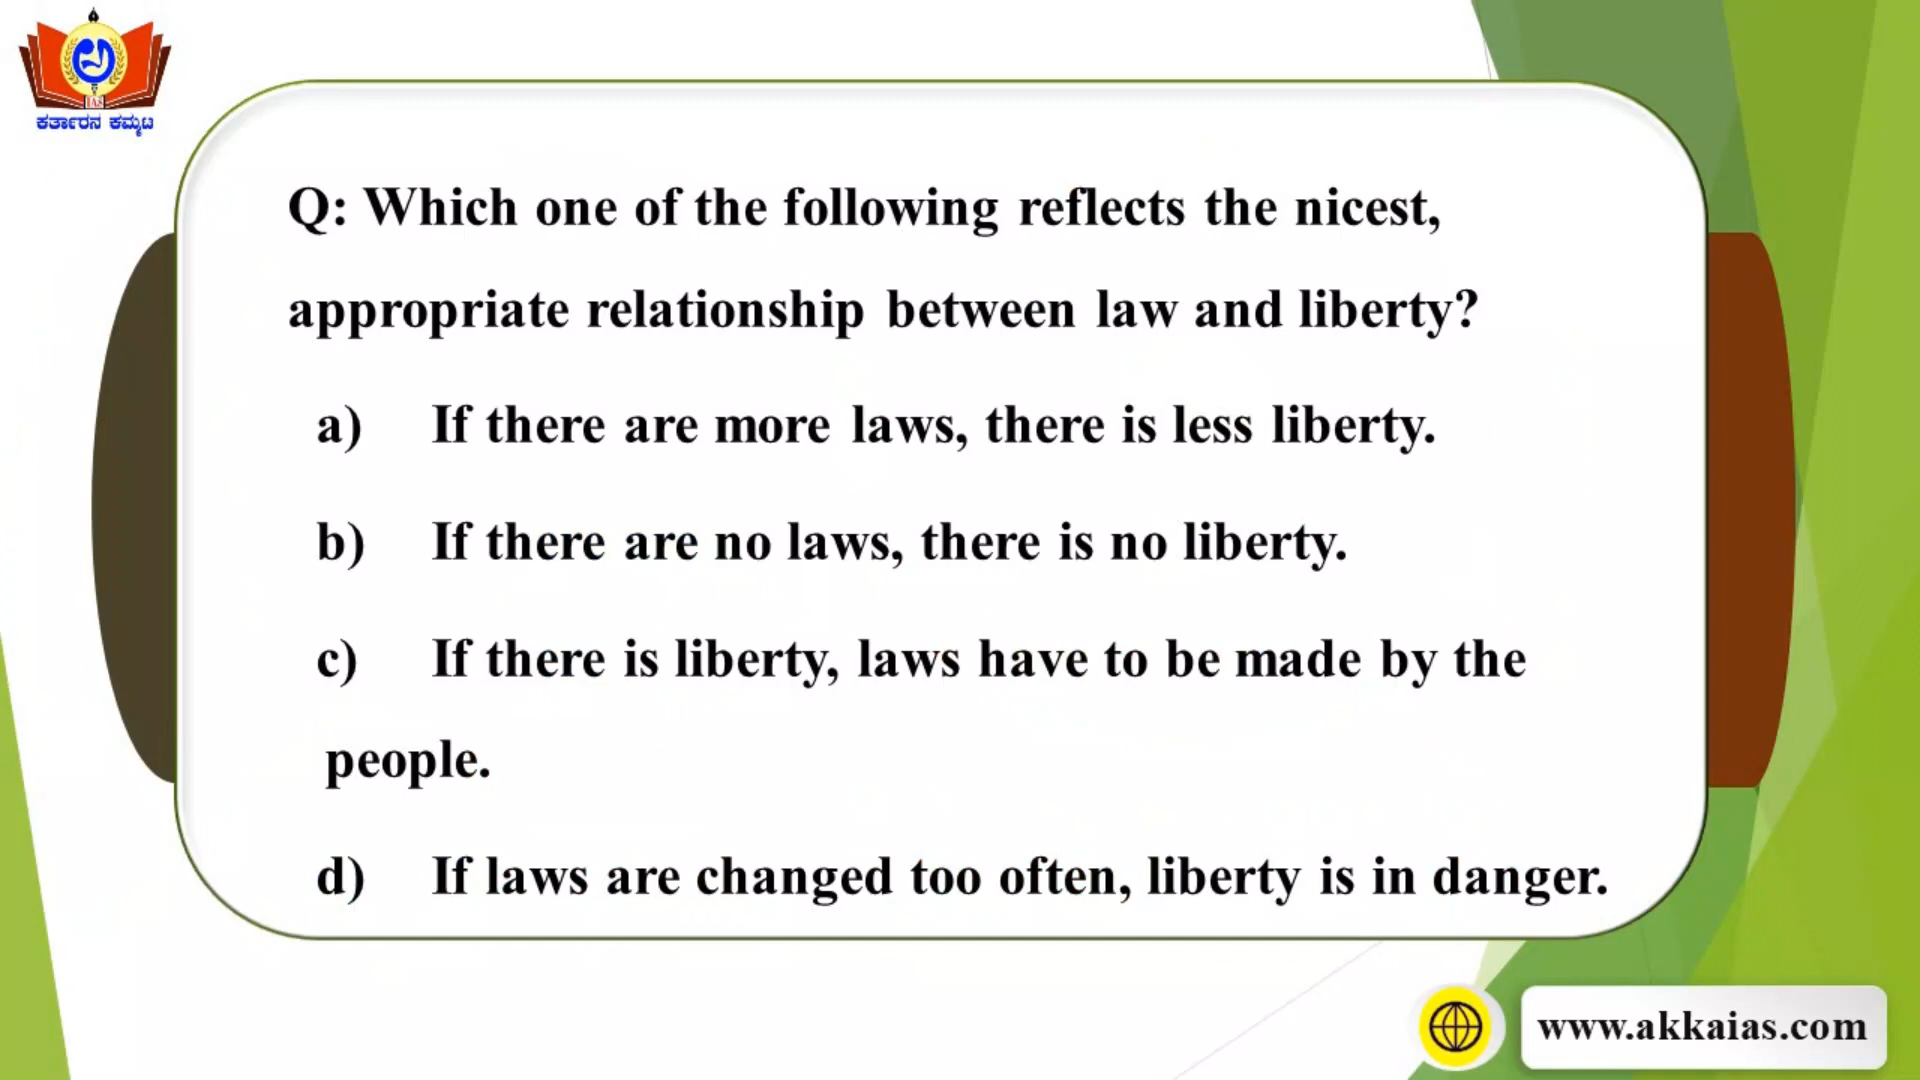 IAS
ಕರ್ತಾರನ ಕಮ್ಮಟ
Q: Which one of the following reflects the nicest,
appropriate relationship between law and liberty?
a) If there are more laws, there is less liberty.
b) If there are no laws, there is no liberty.
c) If there is liberty, laws have to be made by the
people.
d) If laws are changed too often, liberty is in danger.
www.akkaias.com